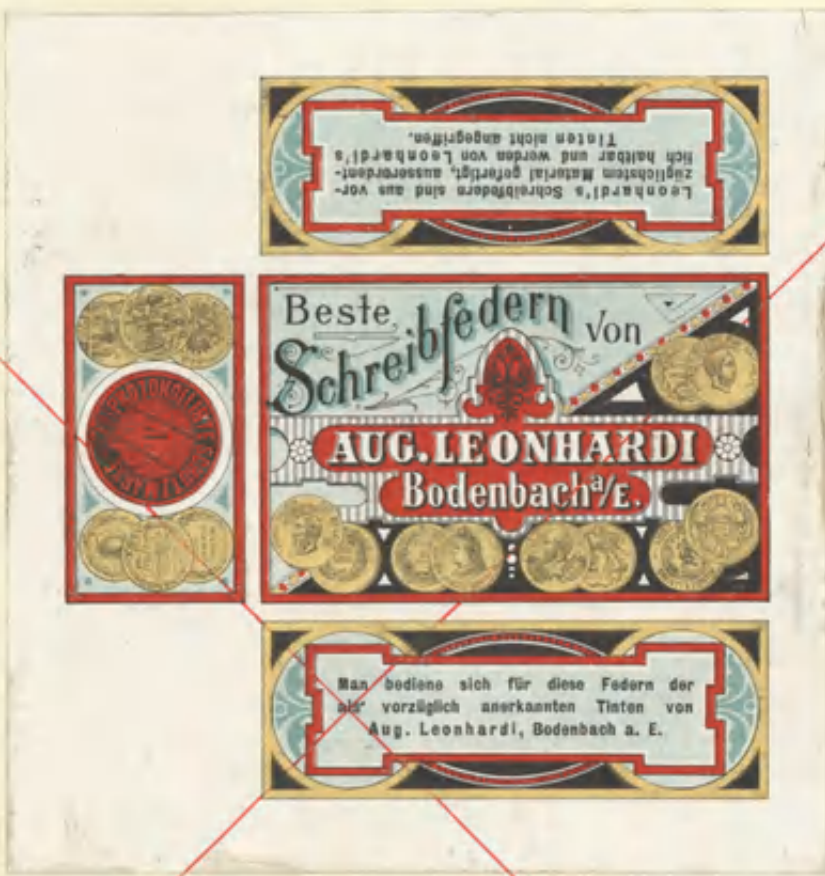 Leonhardi's Schreibfedern sind aus vor-
züglichstem Material gefertigt, ausserordent-
lich haltbar und werden von Leonhardi's
Tinten nicht angegriffen.
Beste
Schreibfedern
von
AUG. LEONHARDI
Bodenbach a/E.
Man bediene sich für diese Federn der
als vorzüglich anerkannten Tinten von
Aug. Leonhardi, Bodenbach a. E.